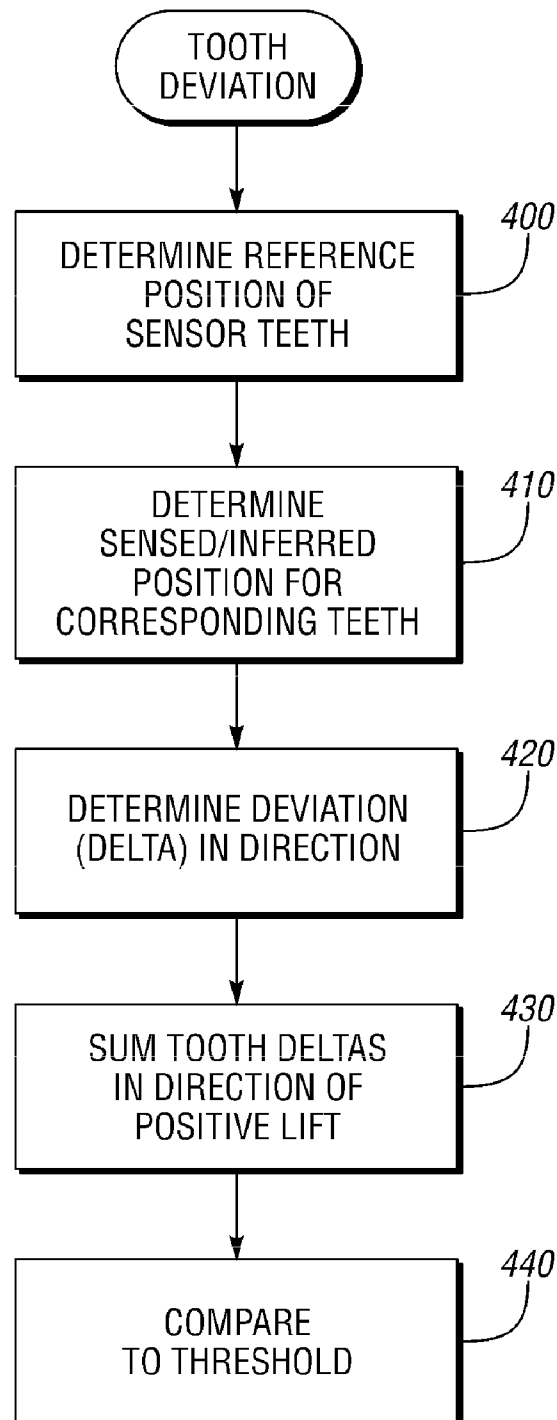 TOOTH
DEVIATION
400
DETERMINE REFERENCE
POSITION OF
SENSOR TEETH
410
DETERMINE
SENSED/INFERRED
POSITION FOR
CORRESPONDING TEETH
420
DETERMINE DEVIATION
(DELTA) IN DIRECTION
430
SUM TOOTH DELTAS
IN DIRECTION OF
POSITIVE LIFT
440
COMPARE
TO THRESHOLD